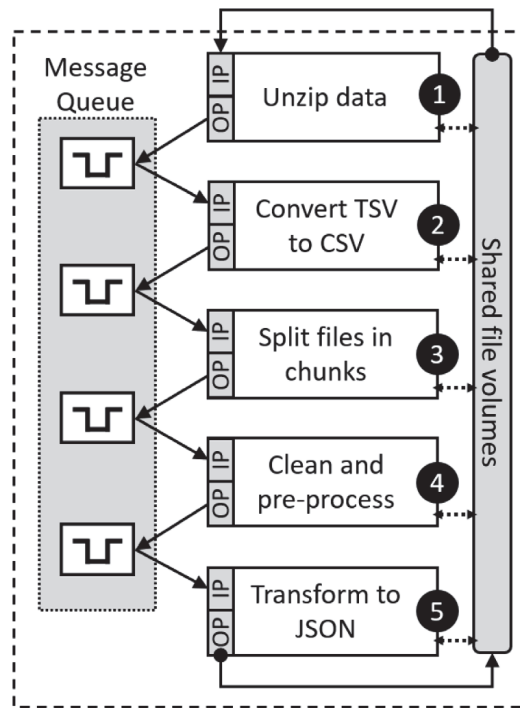 Message
Queue
IP
OP
Unzip data
1
IP
OP
Convert TSV
to CSV
2
IP
OP
Split files in
chunks
3
IP
OP
Clean and
pre-process
4
IP
OP
Transform to
JSON
5
Shared file volumes